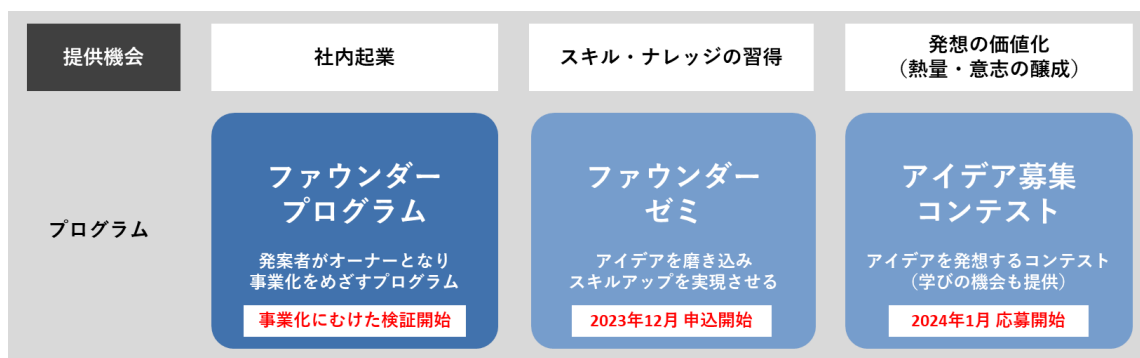 提供機会
社内起業
スキル・ナレッジの習得
発想の価値化
（熱量・意志の醸成）
プログラム
ファウンダー
プログラム
発案者がオーナーとなり
事業化をめざすプログラム
事業化にむけた検証開始
ファウンダー
ゼミ
アイデアを磨き込み
スキルアップを実現させる
2023年12月 申込開始
アイデア募集
コンテスト
アイデアを発想するコンテスト
（学びの機会も提供）
2024年1月 応募開始